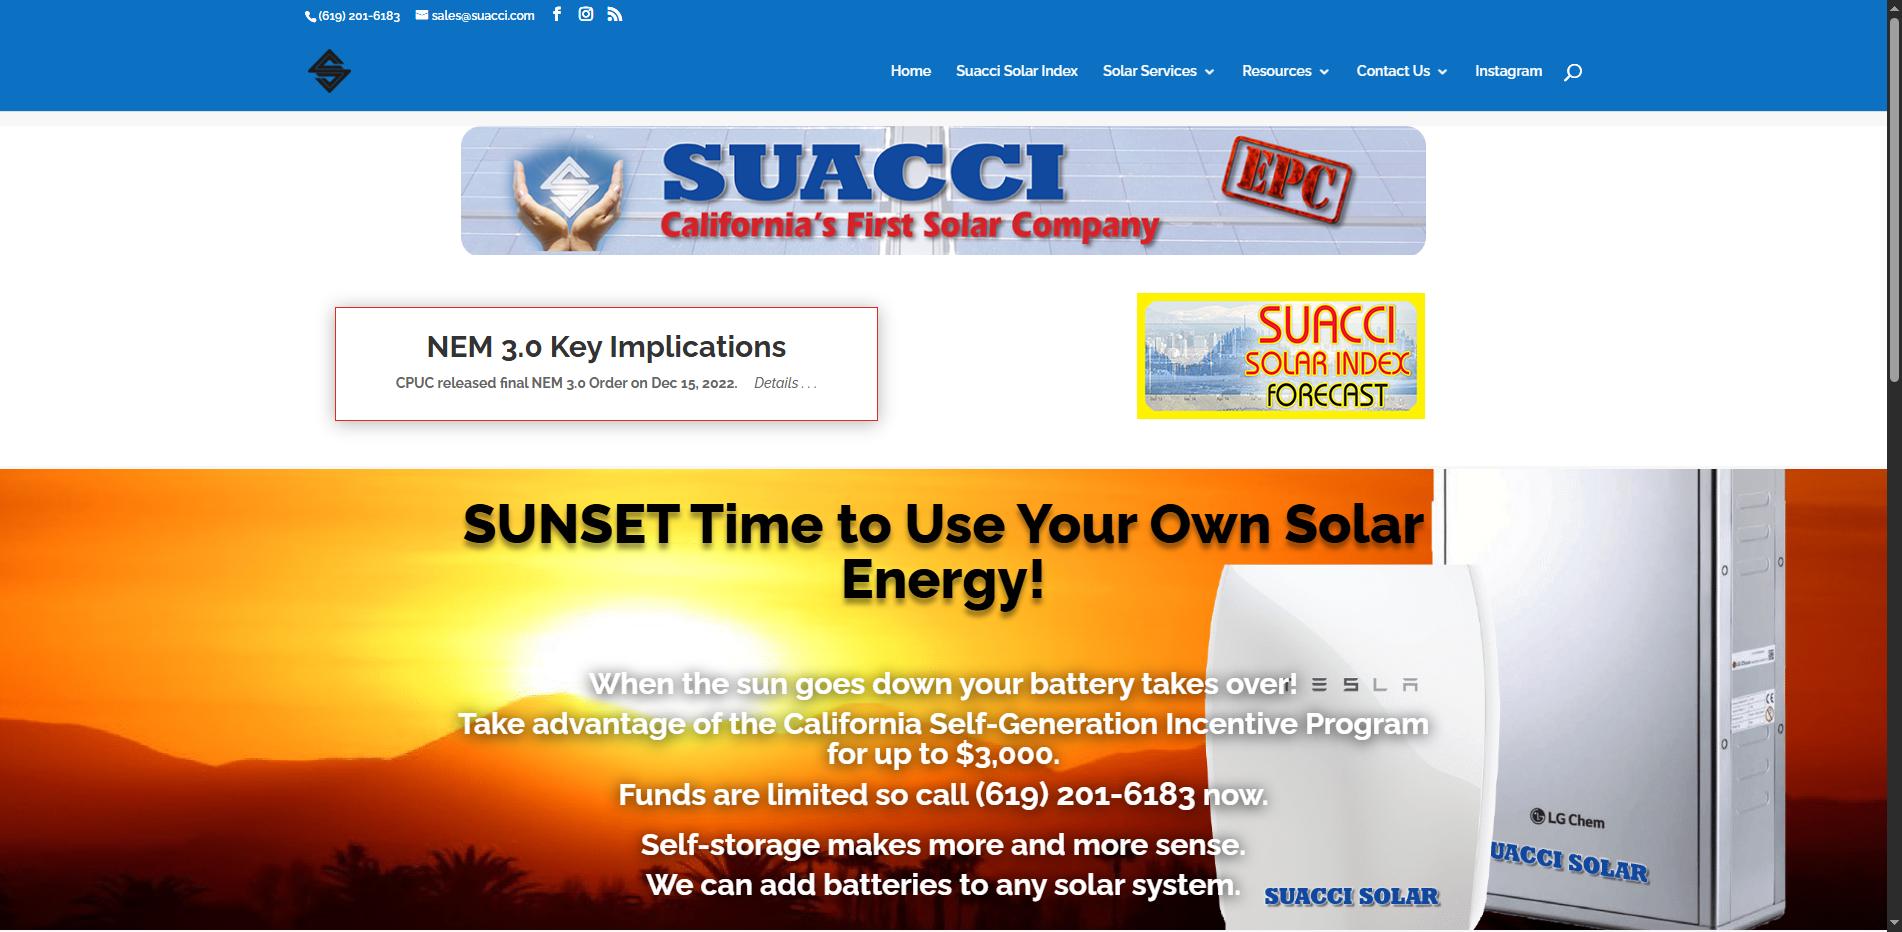 (619) 201-6183 sales@suacci.com
Home Suacci Solar Index Solar Services Resources Contact Us Instagram
SUACCI
California's First Solar Company
EPC
NEM 3.0 Key Implications
CPUC released final NEM 3.0 Order on Dec 15, 2022. Details . . .
SUACCI
SOLAR INDEX
FORECAST
SUNSET Time to Use Your Own Solar
Energy!
When the sun goes down your battery takes over!
TESLA
Take advantage of the California Self-Generation Incentive Program
for up to $3,000.
Funds are limited so call (619) 201-6183 now.
Self-storage makes more and more sense.
We can add batteries to any solar system.
SUACCI SOLAR
LG Chem
UACCI SOLAR